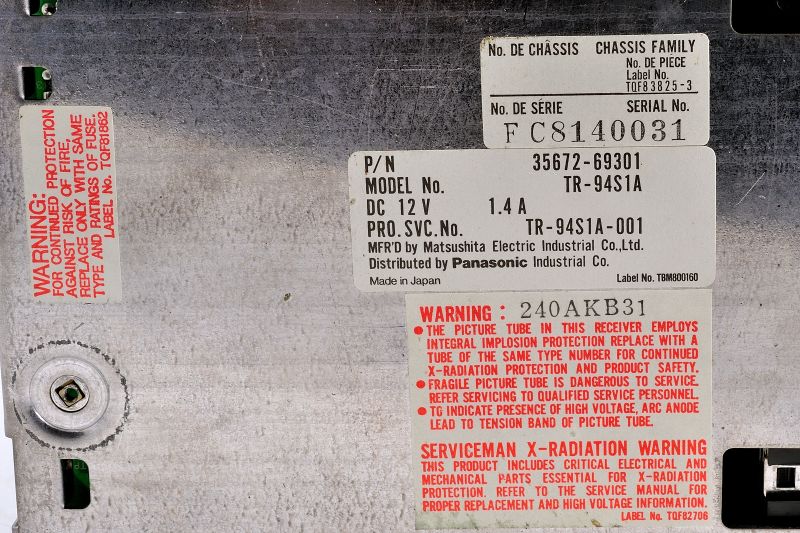 No. DE CHÂSSIS CHASSIS FAMILY
No. DE PIECE
Label No.
TQF83825-3
No. DE SÉRIE SERIAL No.
FC8140031
WARNING:
FOR CONTINUED PROTECTION
AGAINST RISK OF FIRE,
REPLACE ONLY WITH SAME
TYPE AND RATINGS OF FUSE.
LABEL No. TQF81862
P/N 35672-69301
MODEL No. TR-94S1A
DC 12V 1.4 A
PRO.SVC.No. TR-94S1A-001
MFR'D by Matsushita Electric Industrial Co.,Ltd.
Distributed by Panasonic Industrial Co.
Made in Japan Label No. TBM800160
WARNING : 240AKB31
● THE PICTURE TUBE IN THIS RECEIVER EMPLOYS
INTEGRAL IMPLOSION PROTECTION REPLACE WITH A
TUBE OF THE SAME TYPE NUMBER FOR CONTINUED
X-RADIATION PROTECTION AND PRODUCT SAFETY.
● FRAGILE PICTURE TUBE IS DANGEROUS TO SERVICE.
REFER SERVICING TO QUALIFIED SERVICE PERSONNEL.
● TO INDICATE PRESENCE OF HIGH VOLTAGE, ARC ANODE
LEAD TO TENSION BAND OF PICTURE TUBE.
SERVICEMAN X-RADIATION WARNING
THIS PRODUCT INCLUDES CRITICAL ELECTRICAL AND
MECHANICAL PARTS ESSENTIAL FOR X-RADIATION
PROTECTION. REFER TO THE SERVICE MANUAL FOR
PROPER REPLACEMENT AND HIGH VOLTAGE INFORMATION.
LABEL No. TQF82706